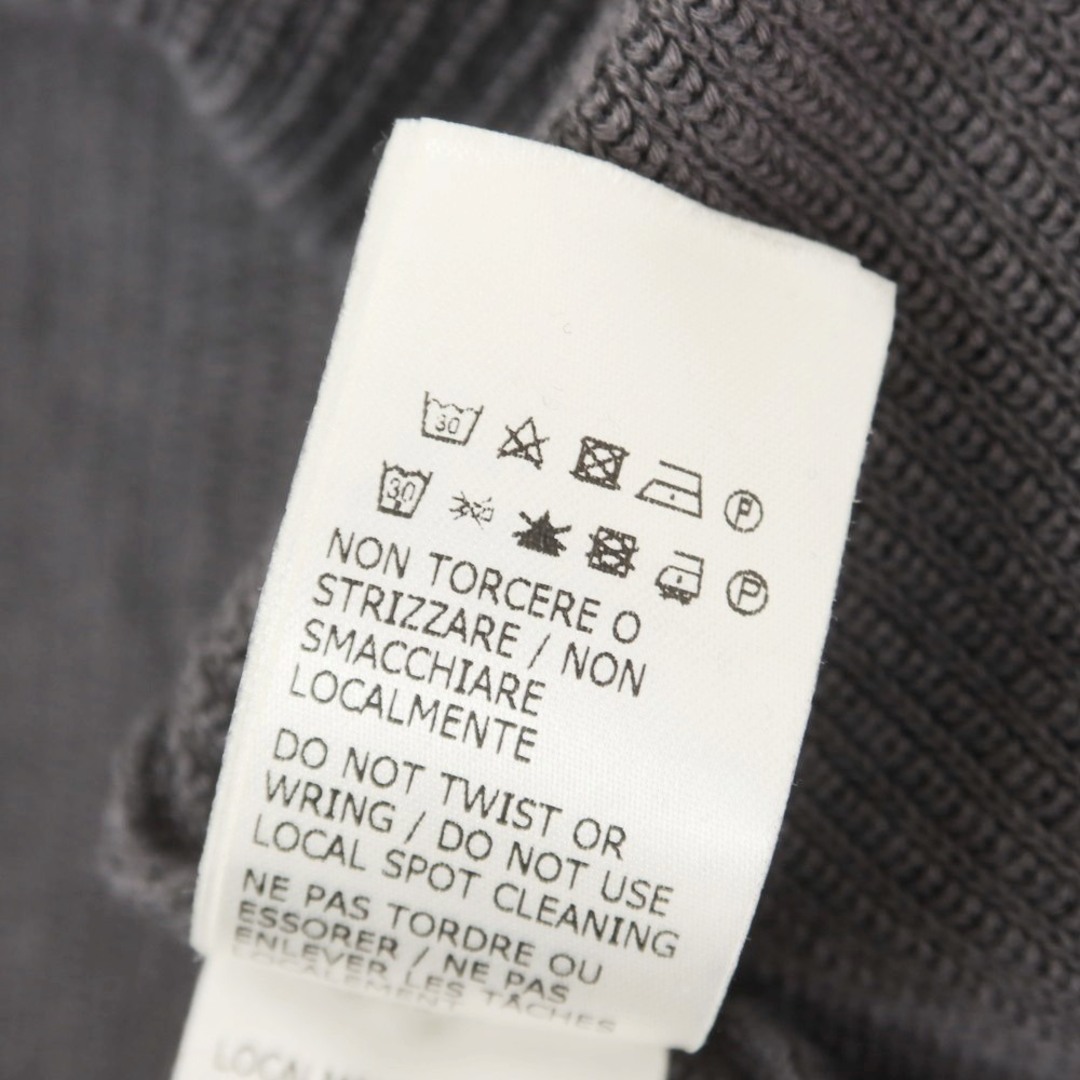 30
P
30
P
NON TORCERE O
STRIZZARE / NON
SMACCHIARE
LOCALMENTE
DO NOT TWIST OR
WRING / DO NOT USE
LOCAL SPOT CLEANING
NE PAS TORDRE OU
ESSORER / NE PAS
ENLEVER LES TÂCHES